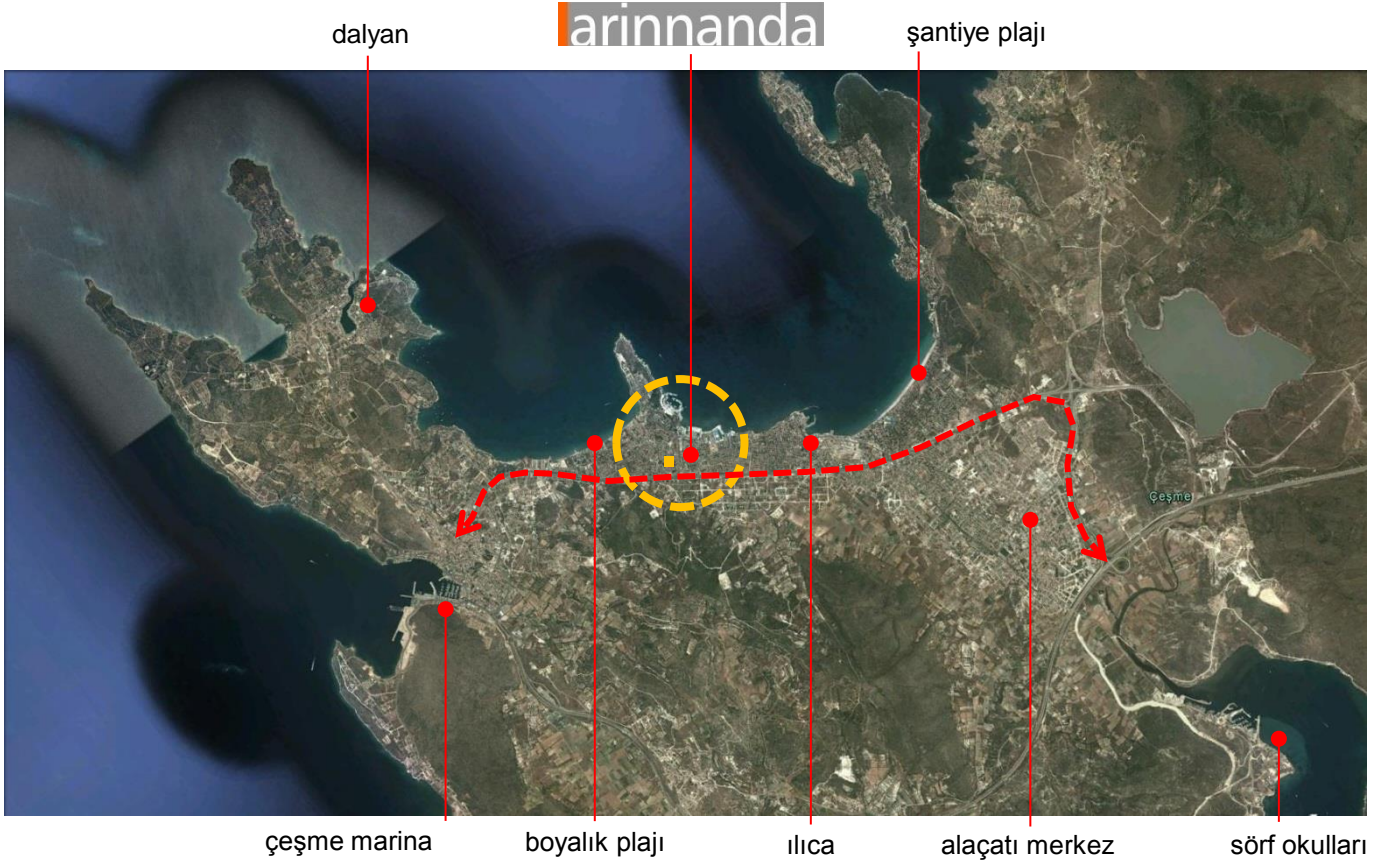 arinnanda
dalyan
şantiye plajı
Çeşme
çeşme marina
boyalık plajı
ılıca
alaçatı merkez
sörf okulları